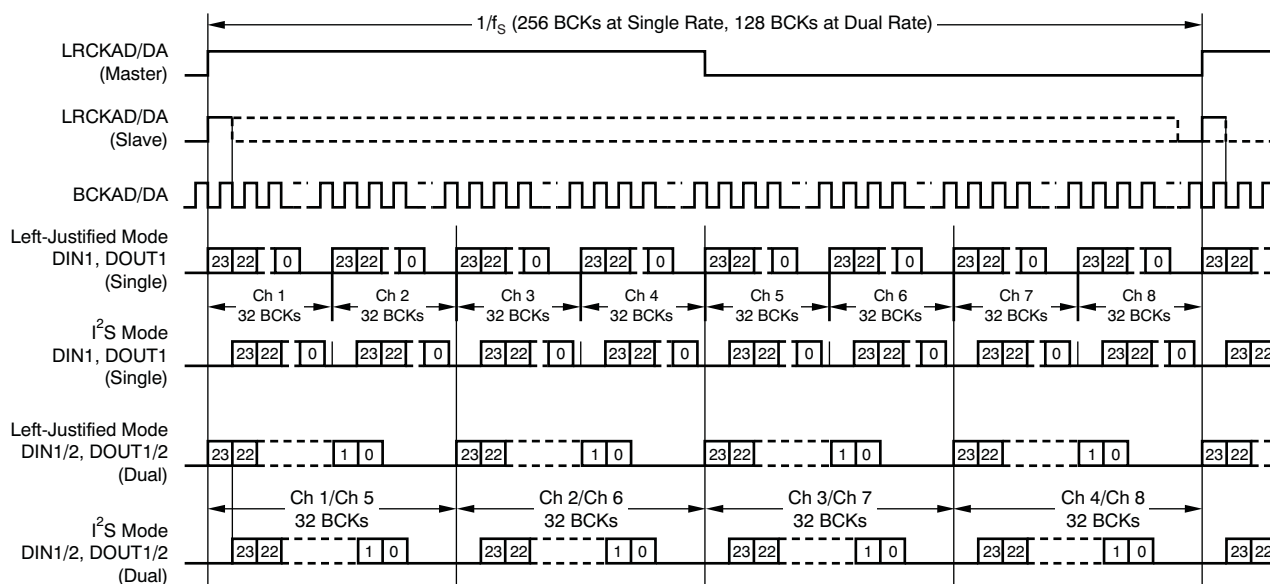 1/fS (256 BCKs at Single Rate, 128 BCKs at Dual Rate)
LRCKAD/DA
(Master)
LRCKAD/DA
(Slave)
BCKAD/DA
Left-Justified Mode
DIN1, DOUT1
(Single)
23 22 0 23 22 0 23 22 0 23 22 0 23 22 0 23 22 0 23 22 0 23 22 0 23 22
Ch 1 Ch 2 Ch 3 Ch 4 Ch 5 Ch 6 Ch 7 Ch 8
32 BCKs 32 BCKs 32 BCKs 32 BCKs 32 BCKs 32 BCKs 32 BCKs 32 BCKs
I2S Mode
DIN1, DOUT1
(Single)
23 22 0 23 22 0 23 22 0 23 22 0 23 22 0 23 22 0 23 22 0 23 22 0 23 22
Left-Justified Mode
DIN1/2, DOUT1/2
(Dual)
23 22 1 0 23 22 1 0 23 22 1 0 23 22 1 0 23 22
Ch 1/Ch 5 Ch 2/Ch 6 Ch 3/Ch 7 Ch 4/Ch 8
32 BCKs 32 BCKs 32 BCKs 32 BCKs
I2S Mode
DIN1/2, DOUT1/2
(Dual)
23 22 1 0 23 22 1 0 23 22 1 0 23 22 1 0 23 22